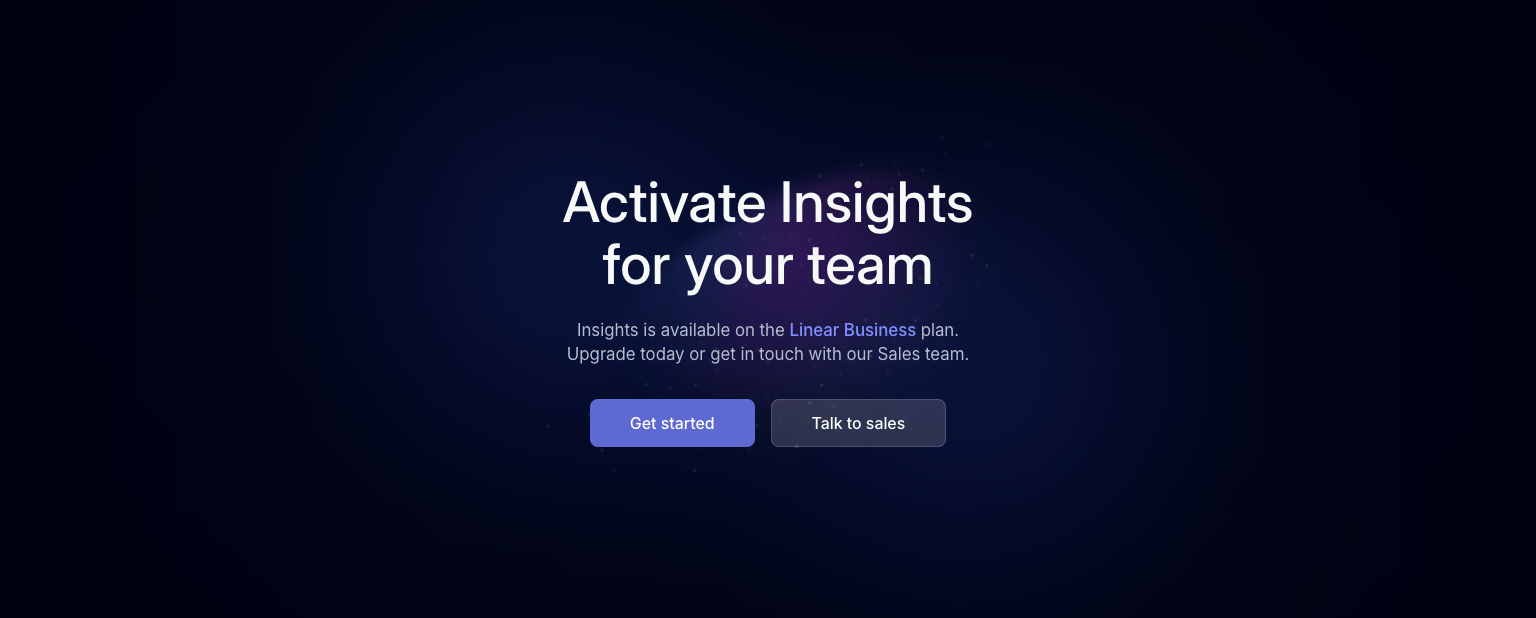 Activate Insights
for your team
Insights is available on the Linear Business plan.
Upgrade today or get in touch with our Sales team.
Get started
Talk to sales